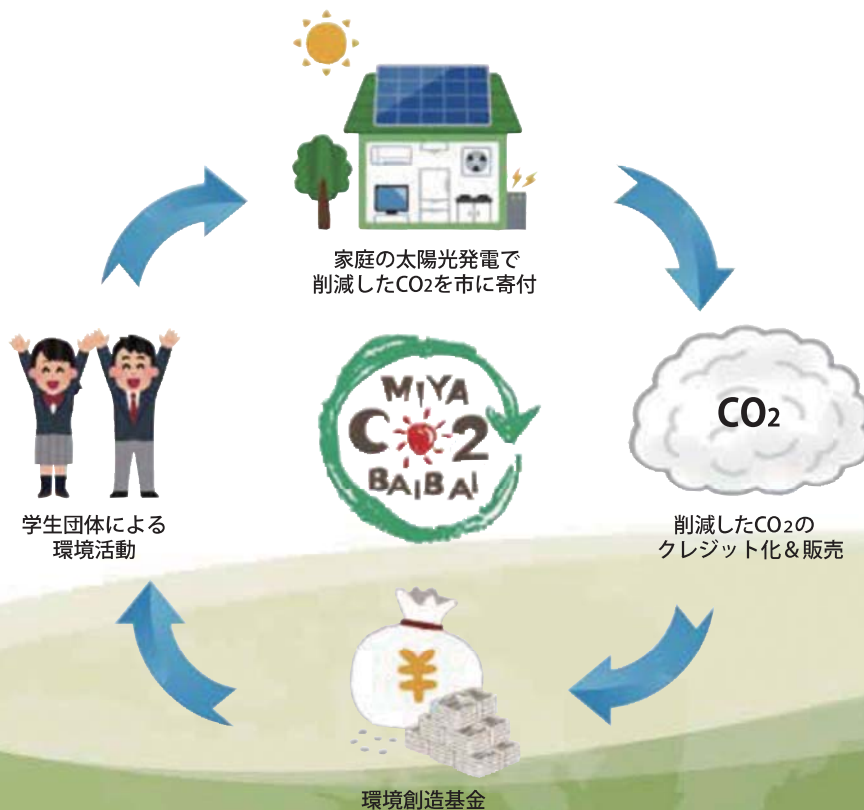 家庭の太陽光発電で
削減したCO2を市に寄付
MIYA
CO2
BAIBAI
CO2
学生団体による
環境活動
削減したCO2の
クレジット化&販売
¥
環境創造基金